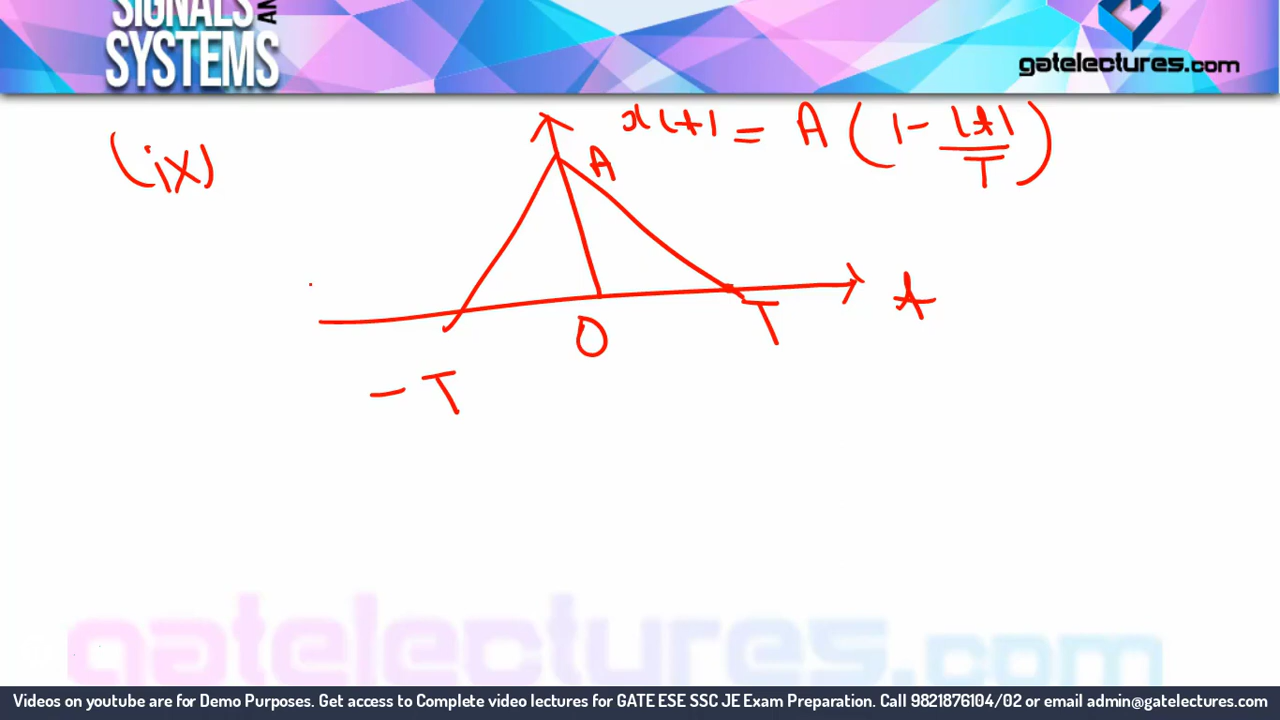 SIGNALS AND
SYSTEMS
gatelectures.com
(ix)
x(t) = A(1 - |t|/T)
A
-T
0
T
t
gatelectures.com
Videos on youtube are for Demo Purposes. Get access to Complete video lectures for GATE ESE SSC JE Exam Preparation. Call 9821876104/02 or email admin@gatelectures.com